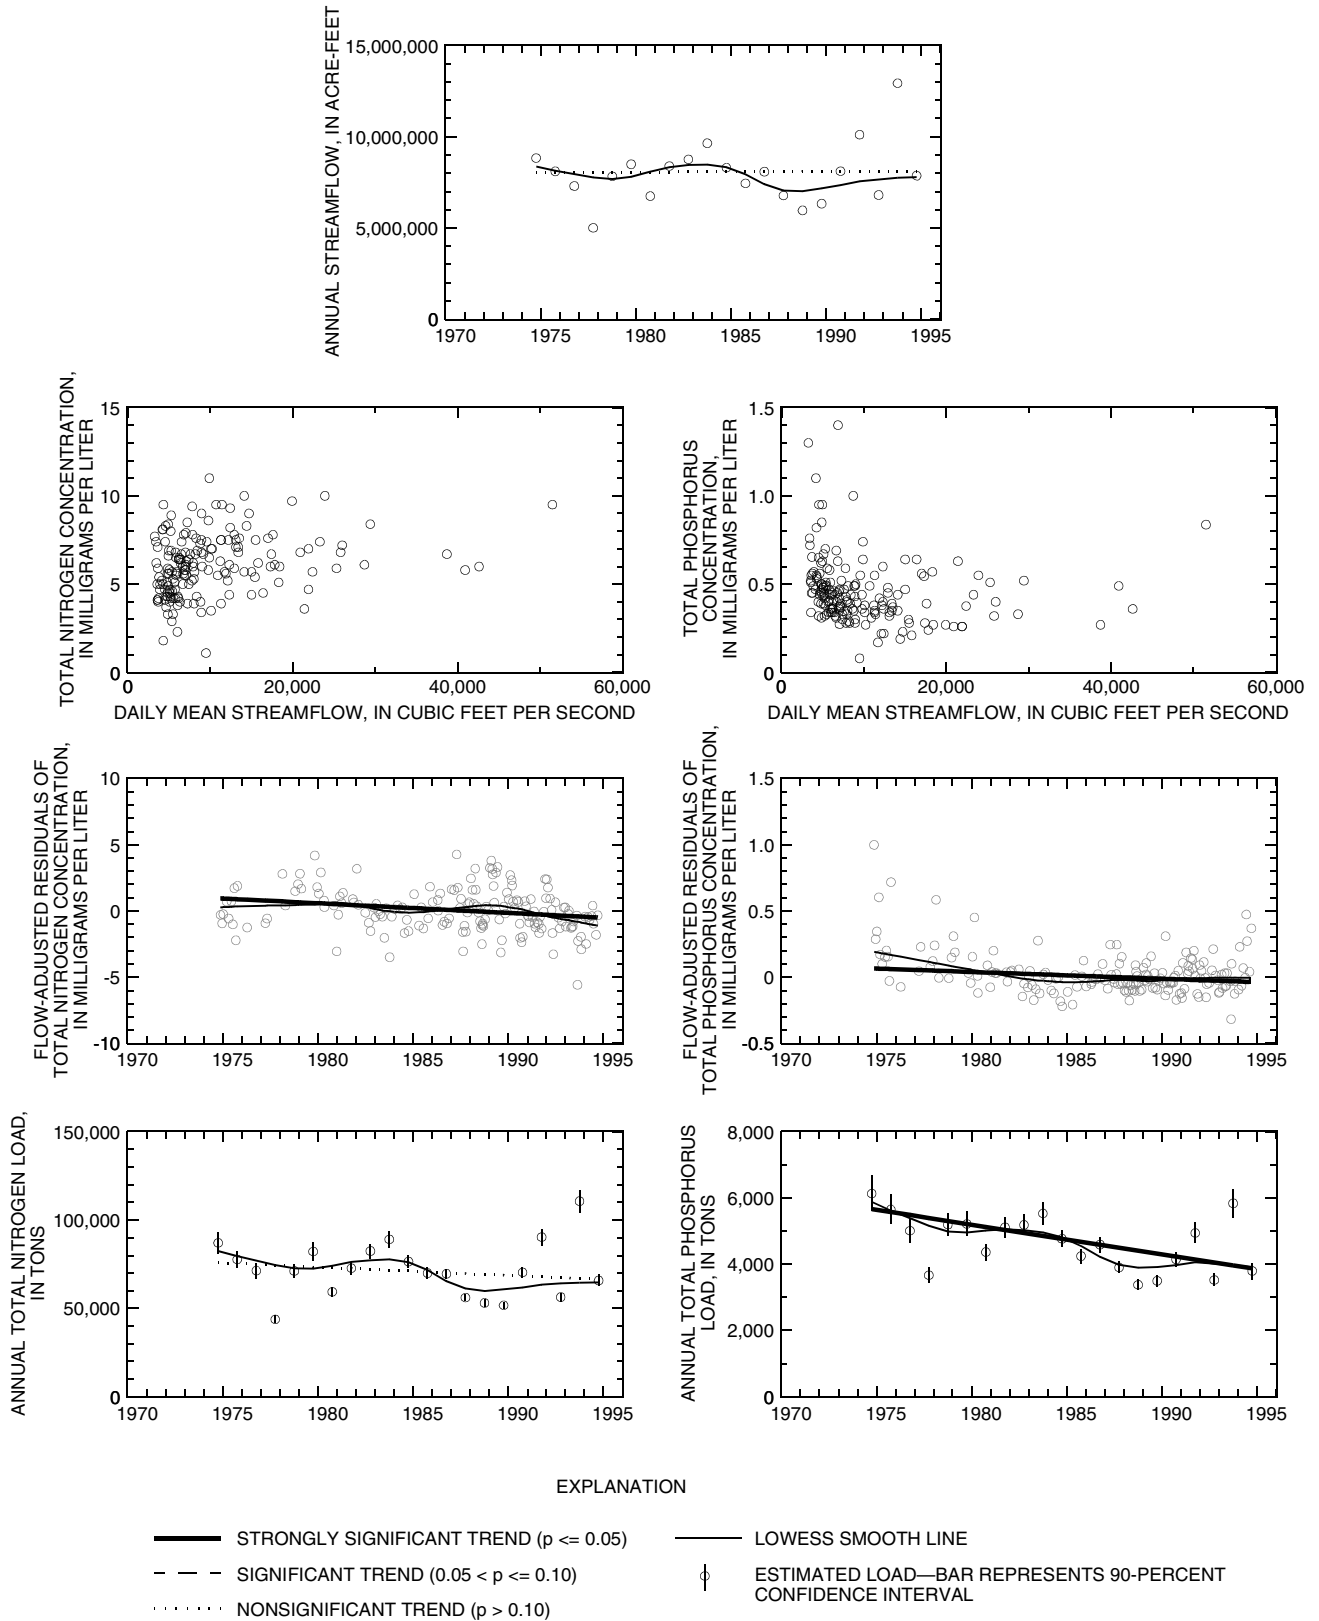 ANNUAL STREAMFLOW, IN ACRE-FEET
15,000,000
10,000,000
5,000,000
0
1970 1975 1980 1985 1990 1995
TOTAL NITROGEN CONCENTRATION,
IN MILLIGRAMS PER LITER
15
10
5
0
0 20,000 40,000 60,000
DAILY MEAN STREAMFLOW, IN CUBIC FEET PER SECOND
TOTAL PHOSPHORUS
CONCENTRATION,
IN MILLIGRAMS PER LITER
1.5
1.0
0.5
0
0 20,000 40,000 60,000
DAILY MEAN STREAMFLOW, IN CUBIC FEET PER SECOND
FLOW-ADJUSTED RESIDUALS OF
TOTAL NITROGEN CONCENTRATION,
IN MILLIGRAMS PER LITER
10
5
0
-5
-10
1970 1975 1980 1985 1990 1995
FLOW-ADJUSTED RESIDUALS OF
TOTAL PHOSPHORUS CONCENTRATION,
IN MILLIGRAMS PER LITER
1.5
1.0
0.5
0
-0.5
1970 1975 1980 1985 1990 1995
ANNUAL TOTAL NITROGEN LOAD,
IN TONS
150,000
100,000
50,000
0
1970 1975 1980 1985 1990 1995
ANNUAL TOTAL PHOSPHORUS
LOAD, IN TONS
8,000
6,000
4,000
2,000
0
1970 1975 1980 1985 1990 1995
EXPLANATION
STRONGLY SIGNIFICANT TREND (p <= 0.05)
SIGNIFICANT TREND (0.05 < p <= 0.10)
NONSIGNIFICANT TREND (p > 0.10)
LOWESS SMOOTH LINE
ESTIMATED LOAD—BAR REPRESENTS 90-PERCENT
CONFIDENCE INTERVAL